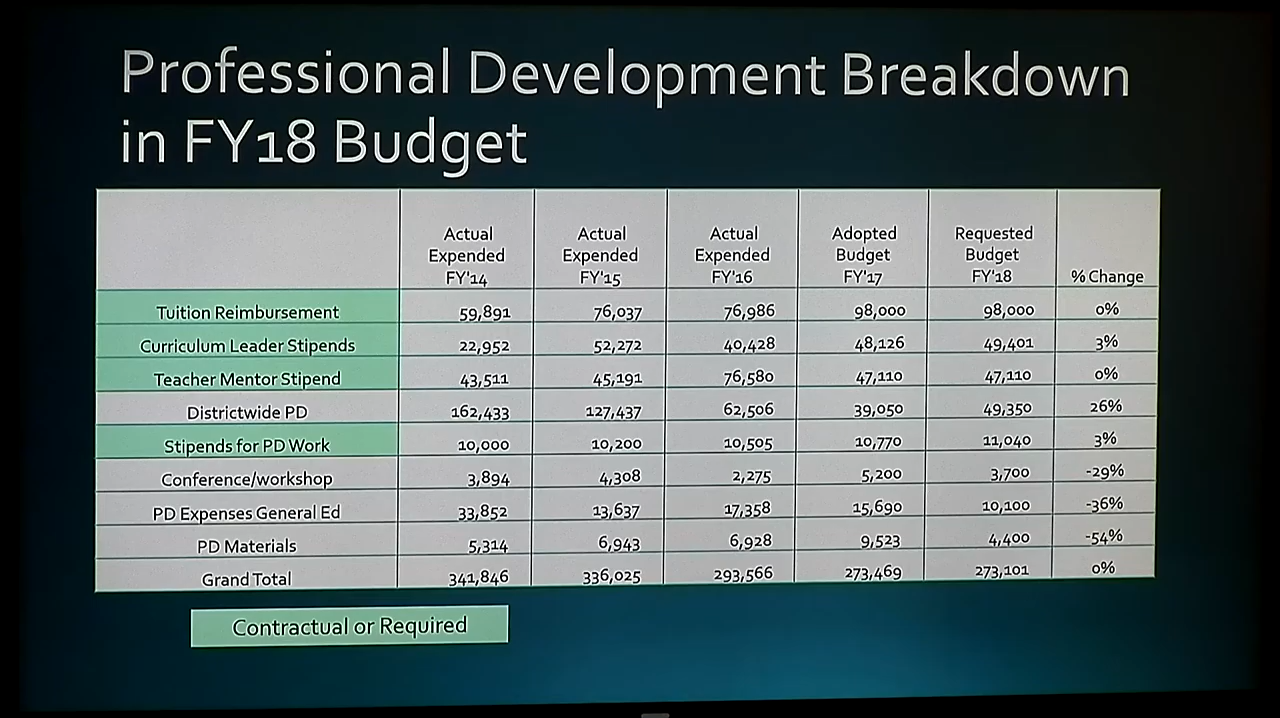 Professional Development Breakdown
in FY18 Budget
Actual Expended FY'14 Actual Expended FY'15 Actual Expended FY'16 Adopted Budget FY'17 Requested Budget FY'18 % Change
Tuition Reimbursement 59,891 76,037 76,986 98,000 98,000 0%
Curriculum Leader Stipends 22,952 52,272 40,428 48,126 49,401 3%
Teacher Mentor Stipend 43,511 45,191 76,580 47,110 47,110 0%
Districtwide PD 162,433 127,437 62,506 39,050 49,350 26%
Stipends for PD Work 10,000 10,200 10,505 10,770 11,040 3%
Conference/workshop 3,894 4,308 2,275 5,200 3,700 -29%
PD Expenses General Ed 33,852 13,637 17,358 15,690 10,100 -36%
PD Materials 5,314 6,943 6,928 9,523 4,400 -54%
Grand Total 341,846 336,025 293,566 273,469 273,101 0%
Contractual or Required